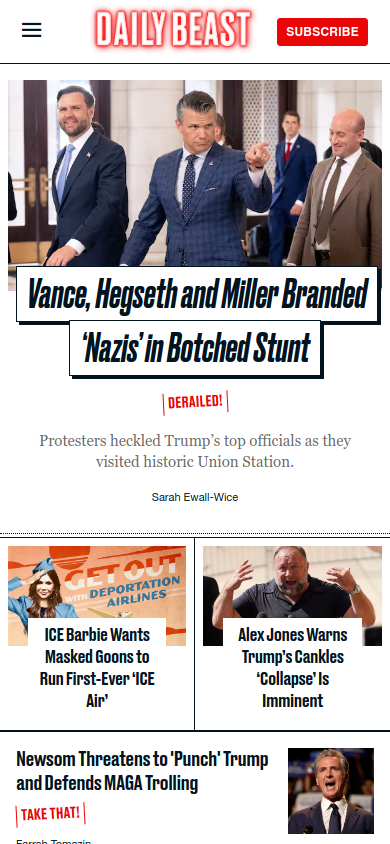 DAILY BEAST
SUBSCRIBE
Vance, Hegseth and Miller Branded
‘Nazis’ in Botched Stunt
DERAILED!
Protesters heckled Trump’s top officials as they
visited historic Union Station.
Sarah Ewall-Wice
GET OUT
WITH DEPORTATION
AIRLINES
ICE Barbie Wants
Masked Goons to
Run First-Ever ‘ICE
Air’
Alex Jones Warns
Trump’s Cankles
‘Collapse’ Is
Imminent
Newsom Threatens to 'Punch' Trump
and Defends MAGA Trolling
TAKE THAT!
Farrah Tomazin